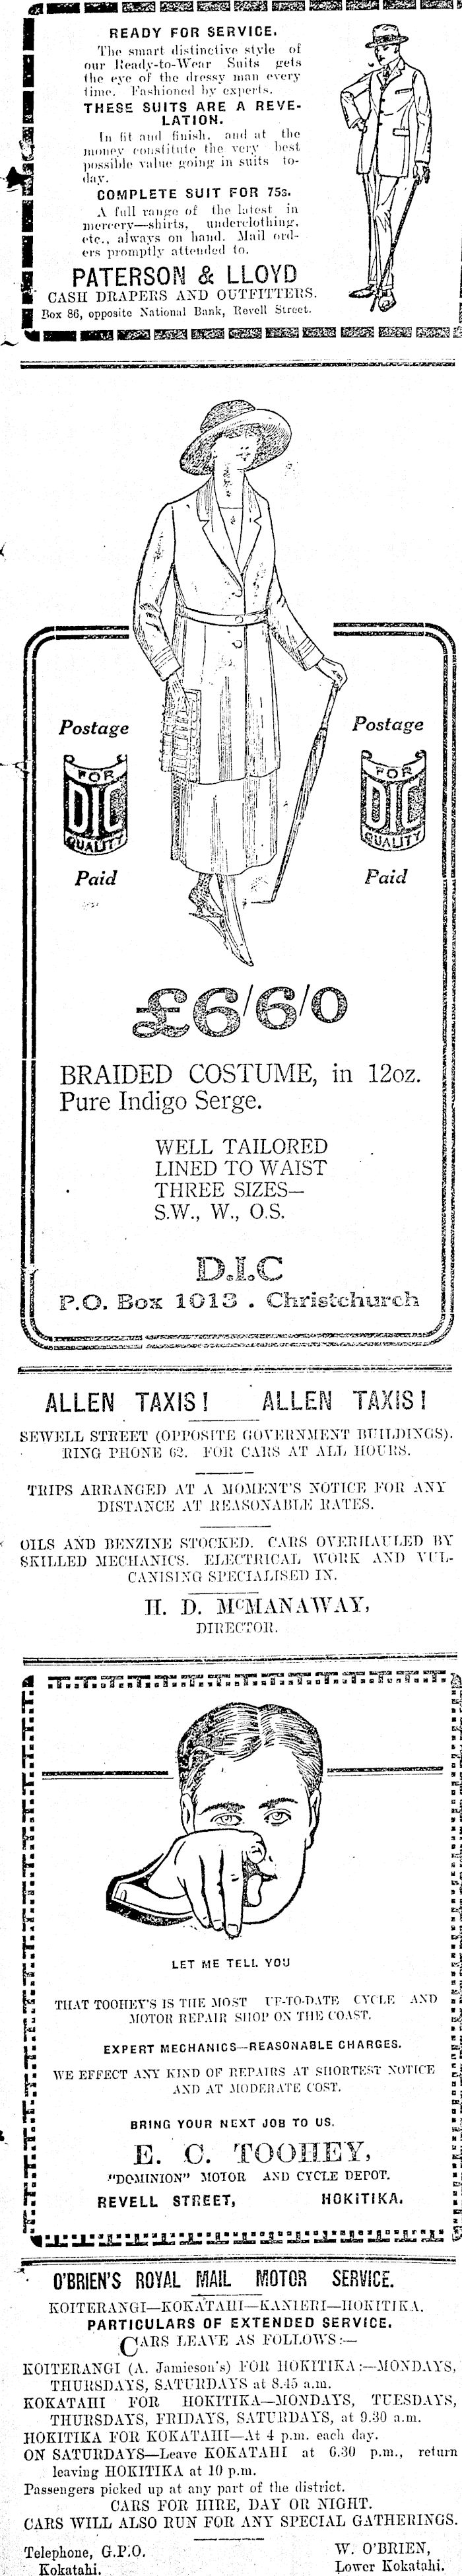 READY FOR SERVICE.
The smart distinctive style of
our Ready-to-Wear Suits gets
the eye of the dressy man every
time. Fashioned by experts.
THESE SUITS ARE A REVE-
LATION.
In fit and finish, and at the
money constitute the very best
possible value going in suits to-
day.
COMPLETE SUIT FOR 75s.
A full range of the latest in
mercery—shirts, underclothing,
etc., always on hand. Mail ord-
ers promptly attended to.
PATERSON & LLOYD
CASH DRAPERS AND OUTFITTERS.
Box 86, opposite National Bank, Revell Street.
Postage
FOR
DIC
QUALITY
Paid
Postage
FOR
DIC
QUALITY
Paid
£6/6/0
BRAIDED COSTUME, in 12oz.
Pure Indigo Serge.
WELL TAILORED
LINED TO WAIST
THREE SIZES—
S.W., W., O.S.
D.I.C
P.O. Box 1013 . Christchurch
ALLEN TAXIS! ALLEN TAXIS!
SEWELL STREET (OPPOSITE GOVERNMENT BUILDINGS).
RING PHONE 62. FOR CARS AT ALL HOURS.
TRIPS ARRANGED AT A MOMENT'S NOTICE FOR ANY
DISTANCE AT REASONABLE RATES.
OILS AND BENZINE STOCKED. CARS OVERHAULED BY
SKILLED MECHANICS. ELECTRICAL WORK AND VUL-
CANISING SPECIALISED IN.
H. D. McMANAWAY,
DIRECTOR.
LET ME TELL YOU
THAT TOOHEY'S IS THE MOST UP-TO-DATE CYCLE AND
MOTOR REPAIR SHOP ON THE COAST.
EXPERT MECHANICS—REASONABLE CHARGES.
WE EFFECT ANY KIND OF REPAIRS AT SHORTEST NOTICE
AND AT MODERATE COST.
BRING YOUR NEXT JOB TO US.
E. C. TOOHEY,
"DOMINION" MOTOR AND CYCLE DEPOT.
REVELL STREET, HOKITIKA.
O'BRIEN'S ROYAL MAIL MOTOR SERVICE.
KOITERANGI—KOKATAHI—KANIERI—HOKITIKA.
PARTICULARS OF EXTENDED SERVICE.
CARS LEAVE AS FOLLOWS:—
KOITERANGI (A. Jamieson's) FOR HOKITIKA:—MONDAYS,
THURSDAYS, SATURDAYS at 8.45 a.m.
KOKATAHI FOR HOKITIKA—MONDAYS, TUESDAYS,
THURSDAYS, FRIDAYS, SATURDAYS, at 9.30 a.m.
HOKITIKA FOR KOKATAHI—At 4 p.m. each day.
ON SATURDAYS—Leave KOKATAHI at 6.30 p.m., return
leaving HOKITIKA at 10 p.m.
Passengers picked up at any part of the district.
CARS FOR HIRE, DAY OR NIGHT.
CARS WILL ALSO RUN FOR ANY SPECIAL GATHERINGS.
Telephone, G.P.O. W. O'BRIEN,
Kokatahi. Lower Kokatahi.